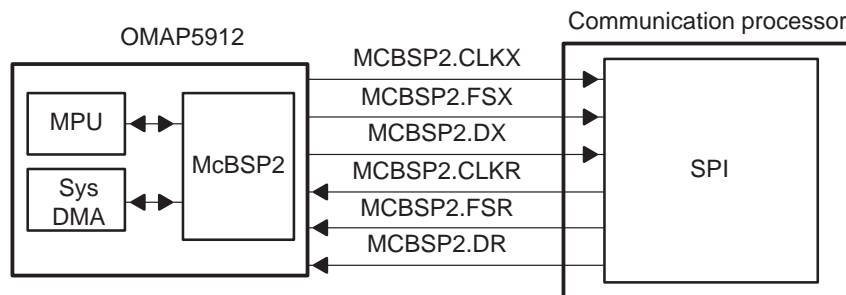 Communication processor
OMAP5912
MCBSP2.CLKX
MCBSP2.FSX
MPU
MCBSP2.DX
McBSP2
MCBSP2.CLKR
SPI
Sys
DMA
MCBSP2.FSR
MCBSP2.DR